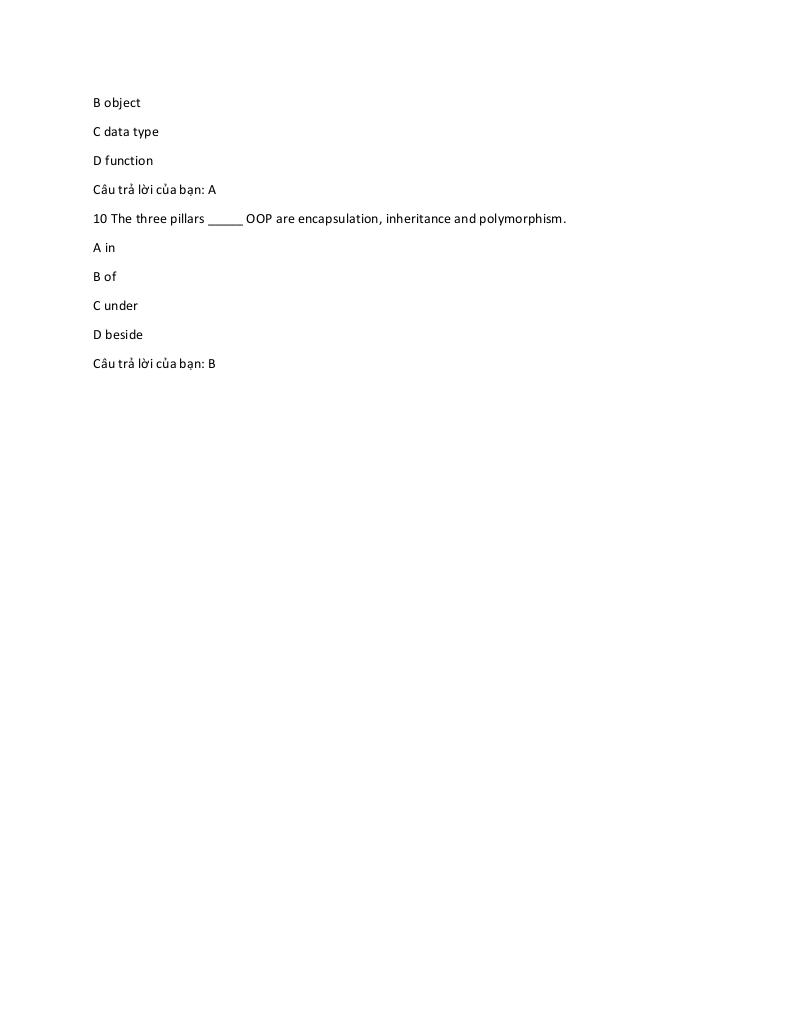 B object
C data type
D function
Câu trả lời của bạn: A
10 The three pillars _____ OOP are encapsulation, inheritance and polymorphism.
A in
B of
C under
D beside
Câu trả lời của bạn: B